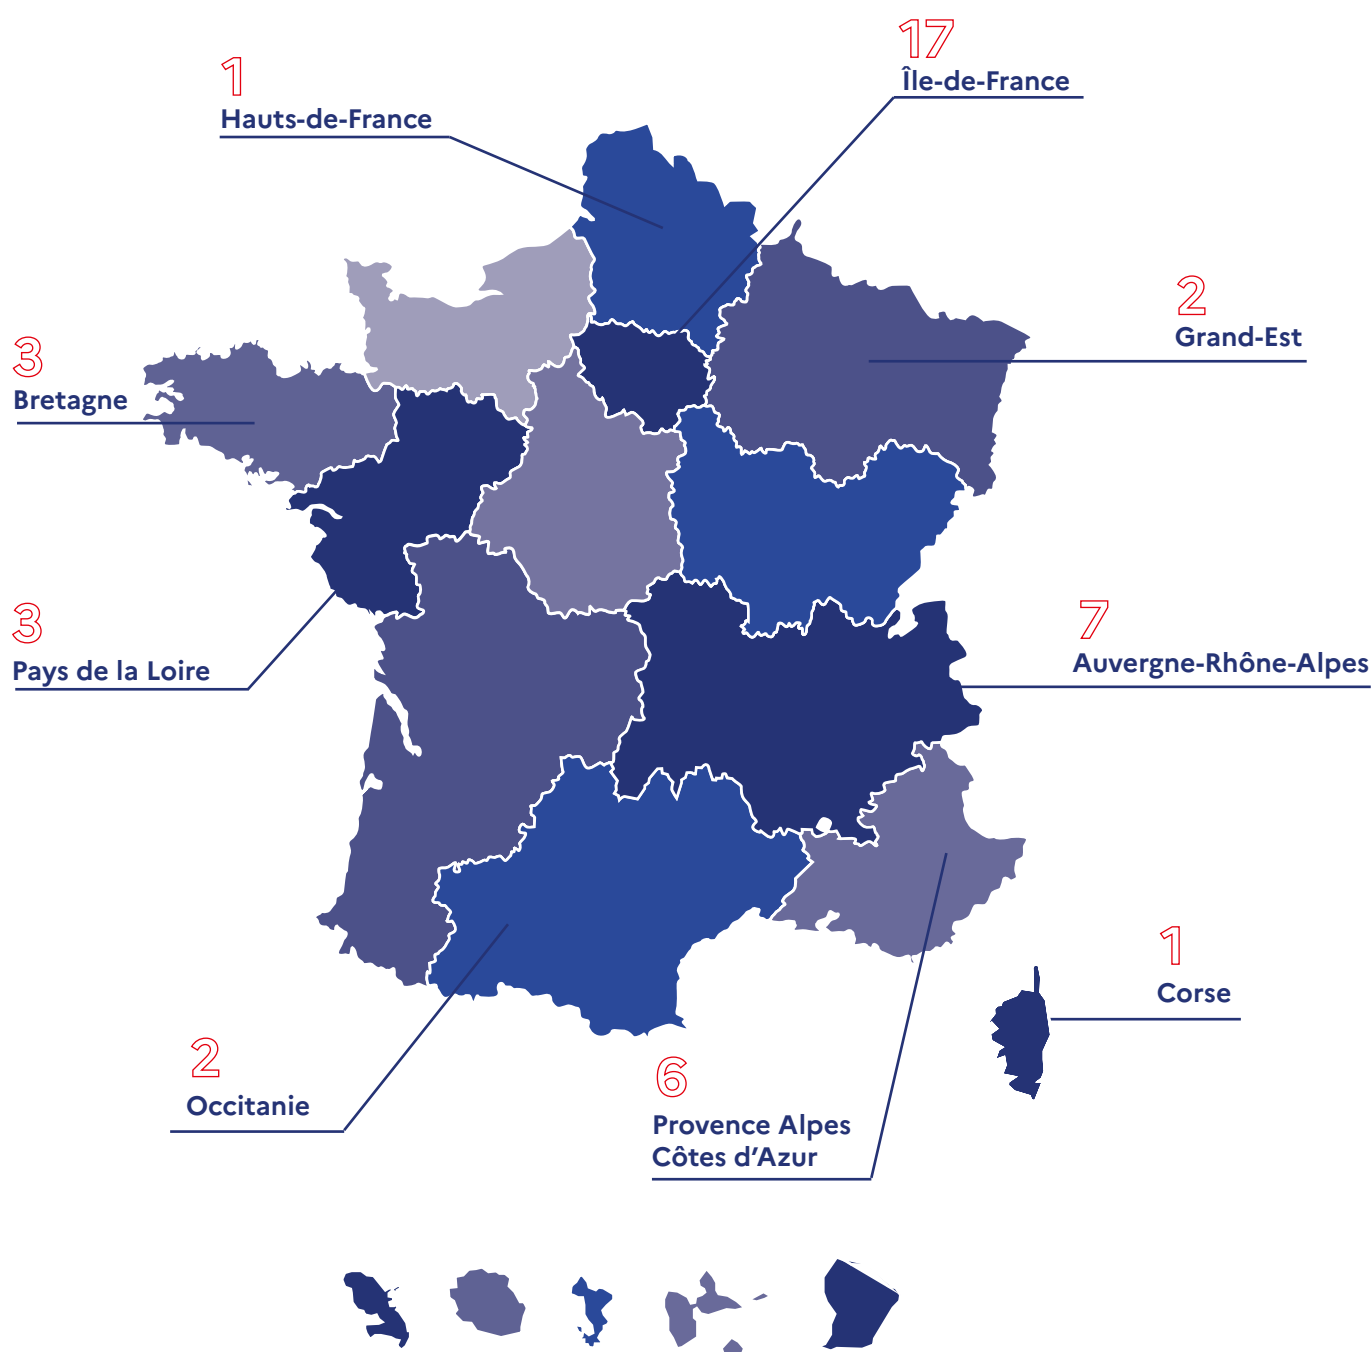 17
Île-de-France
1
Hauts-de-France
2
Grand-Est
3
Bretagne
3
Pays de la Loire
7
Auvergne-Rhône-Alpes
1
Corse
2
Occitanie
6
Provence Alpes
Côtes d’Azur